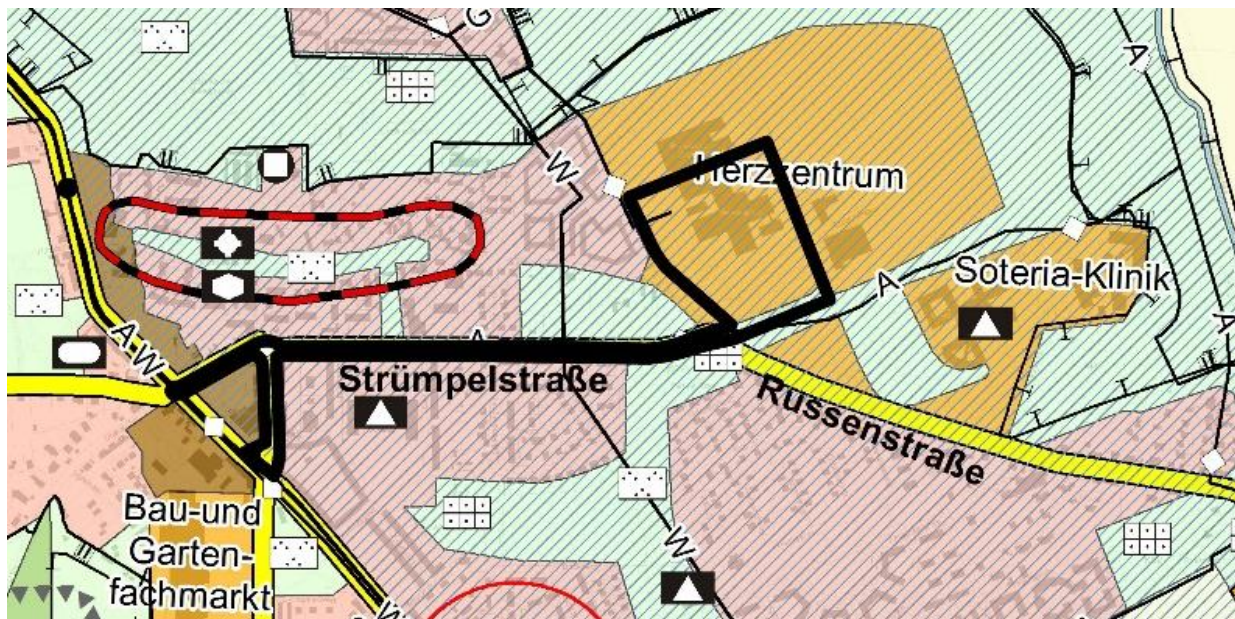 G
A
W
Herzzentrum
Soteria-Klinik
A
A
A
A
W
Strümpelstraße
Russenstraße
Bau-und
Garten-
fachmarkt
W
W